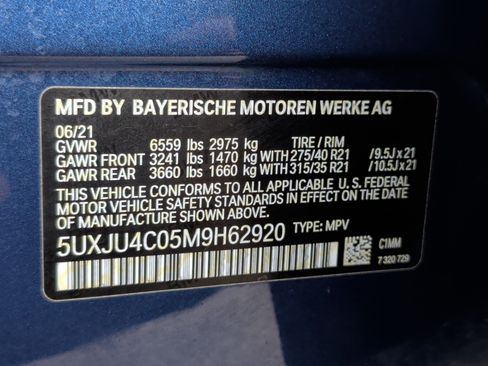 MFD BY BAYERISCHE MOTOREN WERKE AG
06/21
GVWR 6559 lbs 2975 kg TIRE / RIM
GAWR FRONT 3241 lbs 1470 kg WITH 275/40 R21 / 9.5J x 21
GAWR REAR 3660 lbs 1660 kg WITH 315/35 R21 / 10.5J x 21
THIS VEHICLE CONFORMS TO ALL APPLICABLE U. S. FEDERAL
MOTOR VEHICLE SAFETY STANDARDS IN EFFECT ON THE DATE
OF MANUFACTURE SHOWN ABOVE.
5UXJU4C05M9H62920 TYPE: MPV
C1MM
7 320 729